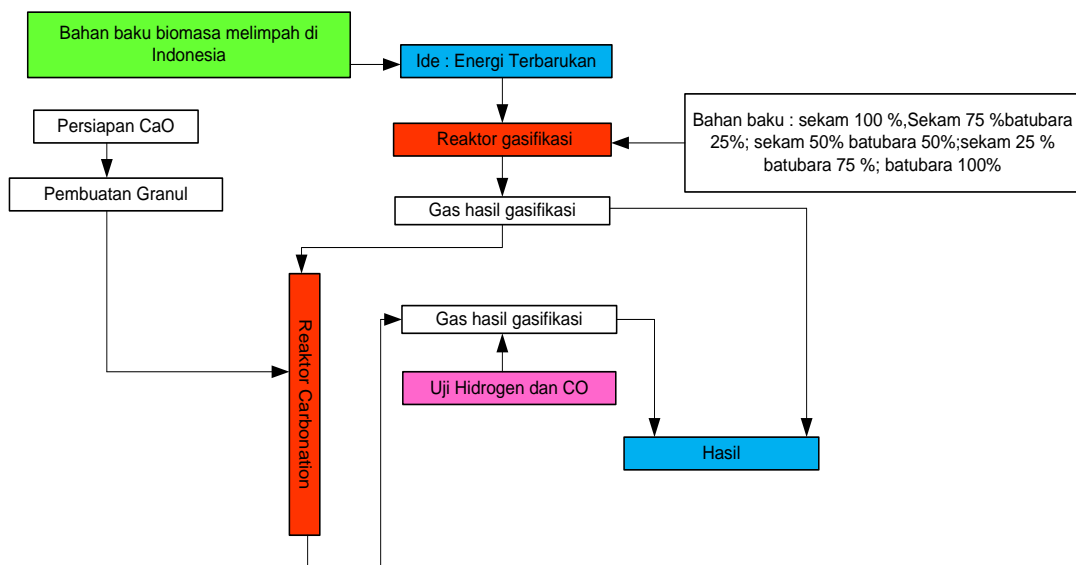 Bahan baku biomasa melimpah di
Indonesia
Ide : Energi Terbarukan
Persiapan CaO
Bahan baku : sekam 100 %,Sekam 75 %batubara
25%; sekam 50% batubara 50%;sekam 25 %
batubara 75 %; batubara 100%
Reaktor gasifikasi
Pembuatan Granul
Gas hasil gasifikasi
Reaktor Carbonation
Gas hasil gasifikasi
Uji Hidrogen dan CO
Hasil